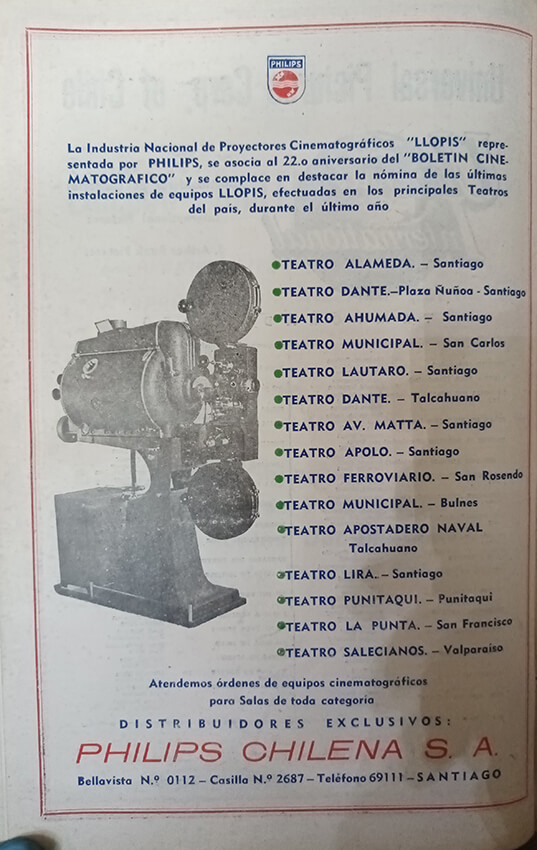 PHILIPS
La Industria Nacional de Proyectores Cinematográficos "LLOPIS" repre-
sentada por PHILIPS, se asocia al 22.o aniversario del "BOLETIN CINE-
MATOGRAFICO" y se complace en destacar la nómina de las últimas
instalaciones de equipos LLOPIS, efectuadas en los principales Teatros
del país, durante el último año
TEATRO ALAMEDA. – Santiago
TEATRO DANTE.–Plaza Ñuñoa - Santiago
TEATRO AHUMADA. – Santiago
TEATRO MUNICIPAL. – San Carlos
TEATRO LAUTARO. – Santiago
TEATRO DANTE. – Talcahuano
TEATRO AV. MATTA. – Santiago
TEATRO APOLO. – Santiago
TEATRO FERROVIARIO. – San Rosendo
TEATRO MUNICIPAL. – Bulnes
TEATRO APOSTADERO NAVAL
Talcahuano
TEATRO LIRA. – Santiago
TEATRO PUNITAQUI. – Punitaqui
TEATRO LA PUNTA. – San Francisco
TEATRO SALECIANOS. – Valparaíso
Atendemos órdenes de equipos cinematográficos
para Salas de toda categoría
DISTRIBUIDORES EXCLUSIVOS:
PHILIPS CHILENA S. A.
Bellavista N.º 0112 – Casilla N.º 2687 – Teléfono 69111 – SANTIAGO